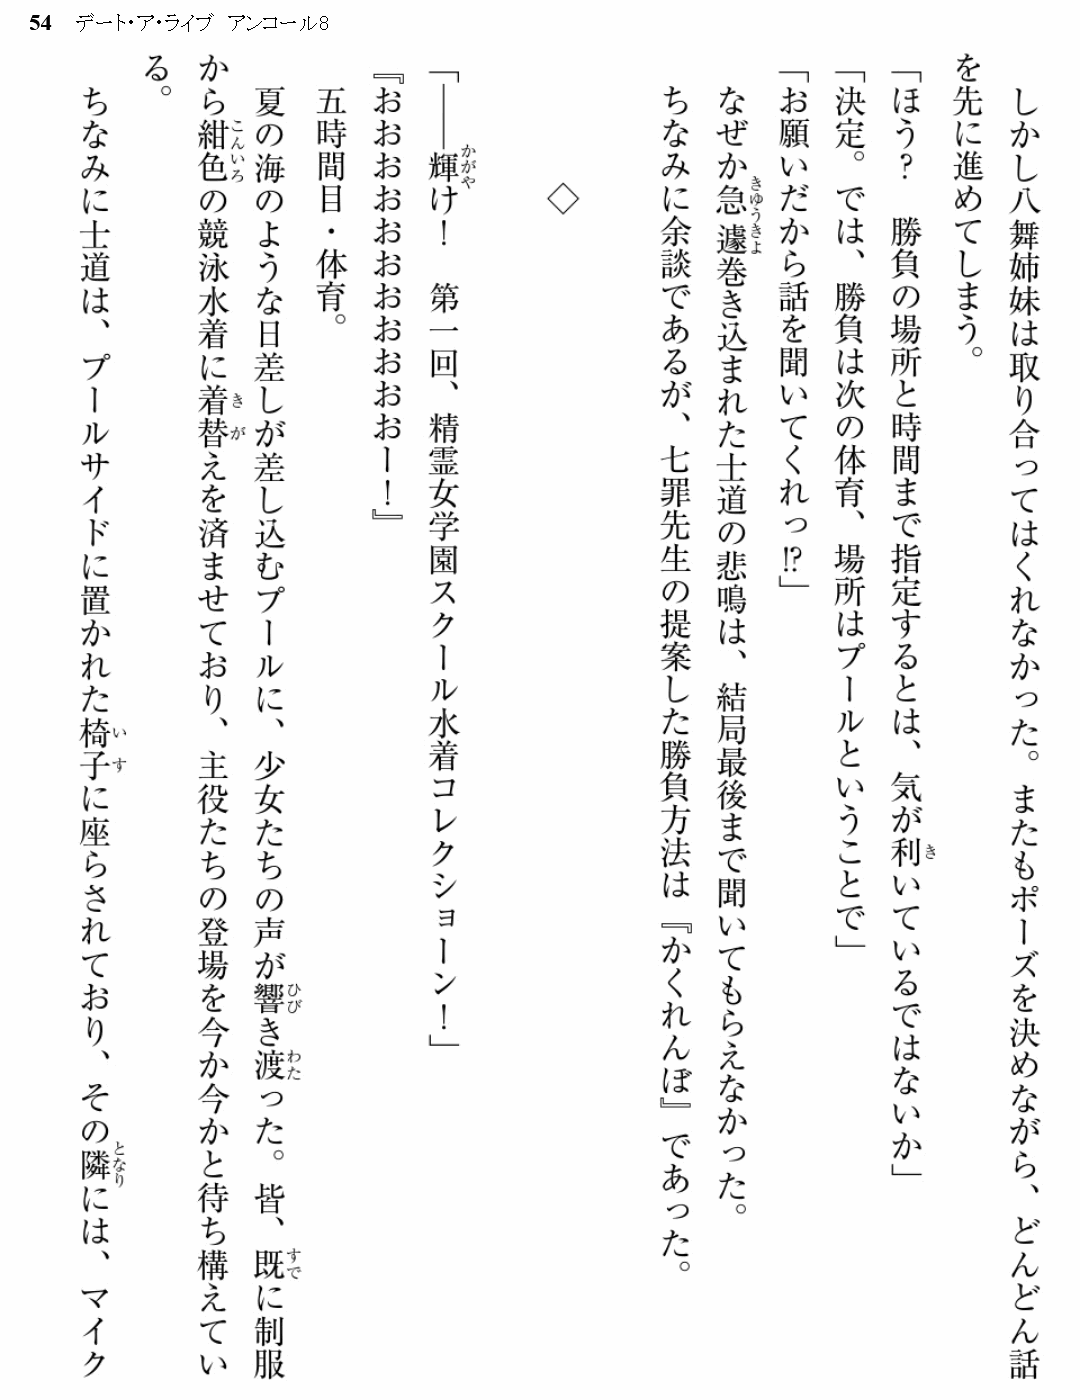 54 デート・ア・ライブ アンコール8
しかし八舞姉妹は取り合ってはくれなかった。またもポーズを決めながら、どんどん話
を先に進めてしまう。
「ほう？　勝負の場所と時間まで指定するとは、気が利いているではないか」
「決定。では、勝負は次の体育、場所はプールということで」
「お願いだから話を聞いてくれっ!?」
なぜか急遽巻き込まれた士道の悲鳴は、結局最後まで聞いてもらえなかった。
ちなみに余談であるが、七罪先生の提案した勝負方法は『かくれんぼ』であった。
◇
「――輝け！　第一回、精霊女学園スクール水着コレクショーン！」
『おおおおおおおおおおおー！』
五時間目・体育。
夏の海のような日差しが差し込むプールに、少女たちの声が響き渡った。皆、既に制服
から紺色の競泳水着に着替えを済ませており、主役たちの登場を今か今かと待ち構えてい
る。
ちなみに士道は、プールサイドに置かれた椅子に座らされており、その隣には、マイク